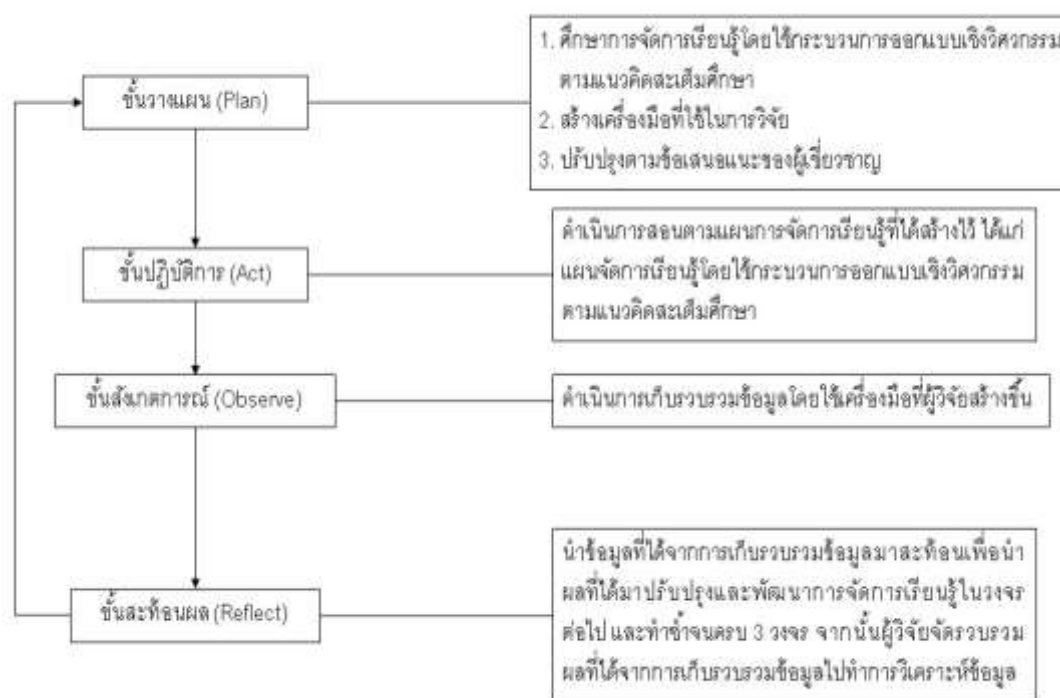 ขั้นวางแผน (Plan)
1. ศึกษาการจัดการเรียนรู้โดยใช้กระบวนการออกแบบเชิงวิศวกรรม
ตามแนวคิดสะเต็มศึกษา
2. สร้างเครื่องมือที่ใช้ในการวิจัย
3. ปรับปรุงตามข้อเสนอแนะของผู้เชี่ยวชาญ
ขั้นปฏิบัติการ (Act)
ดำเนินการสอนตามแผนการจัดการเรียนรู้ที่ได้สร้างไว้ ได้แก่
แผนจัดการเรียนรู้โดยใช้กระบวนการออกแบบเชิงวิศวกรรม
ตามแนวคิดสะเต็มศึกษา
ขั้นสังเกตการณ์ (Observe)
ดำเนินการเก็บรวบรวมข้อมูลโดยใช้เครื่องมือที่ผู้วิจัยสร้างขึ้น
ขั้นสะท้อนผล (Reflect)
นำข้อมูลที่ได้จากการเก็บรวบรวมข้อมูลมาสะท้อนเพื่อนำ
ผลที่ได้มาปรับปรุงและพัฒนาการจัดการเรียนรู้ในวงจร
ต่อไป และทำซ้ำจนครบ 3 วงจร จากนั้นผู้วิจัยจัดรวบรวม
ผลที่ได้จากการเก็บรวบรวมข้อมูลไปทำการวิเคราะห์ข้อมูล